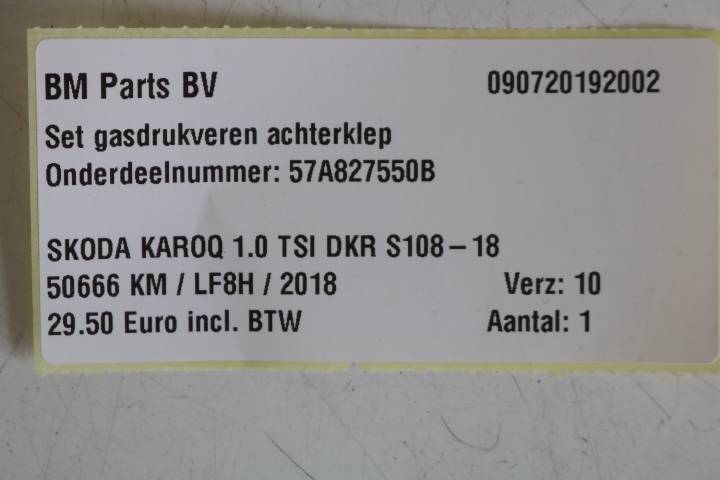 BM Parts BV 090720192002
Set gasdrukveren achterklep
Onderdeelnummer: 57A827550B
SKODA KAROQ 1.0 TSI DKR S108-18
50666 KM / LF8H / 2018 Verz: 10
29.50 Euro incl. BTW Aantal: 1